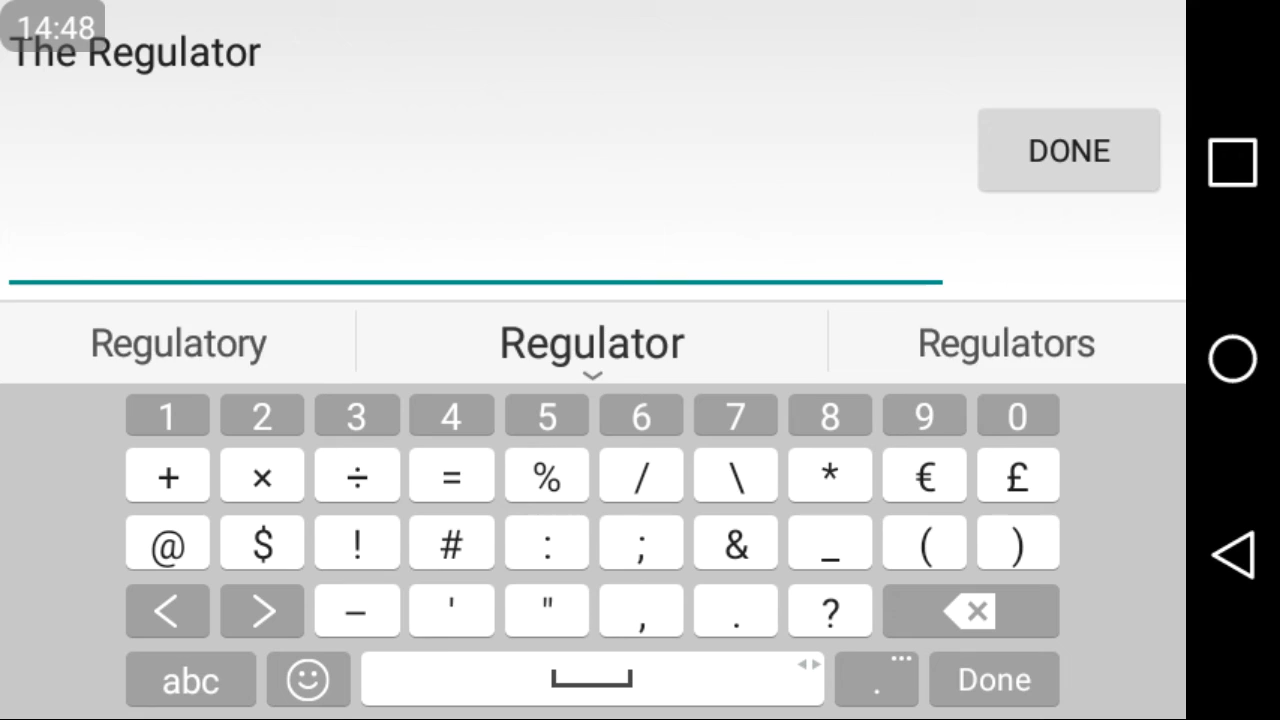 14:48
The Regulator
DONE
Regulatory Regulator Regulators
1 2 3 4 5 6 7 8 9 0
+ × ÷ = % / \ * € £
@ $ ! # : ; & _ ( )
< > – ' " , . ?
abc . Done